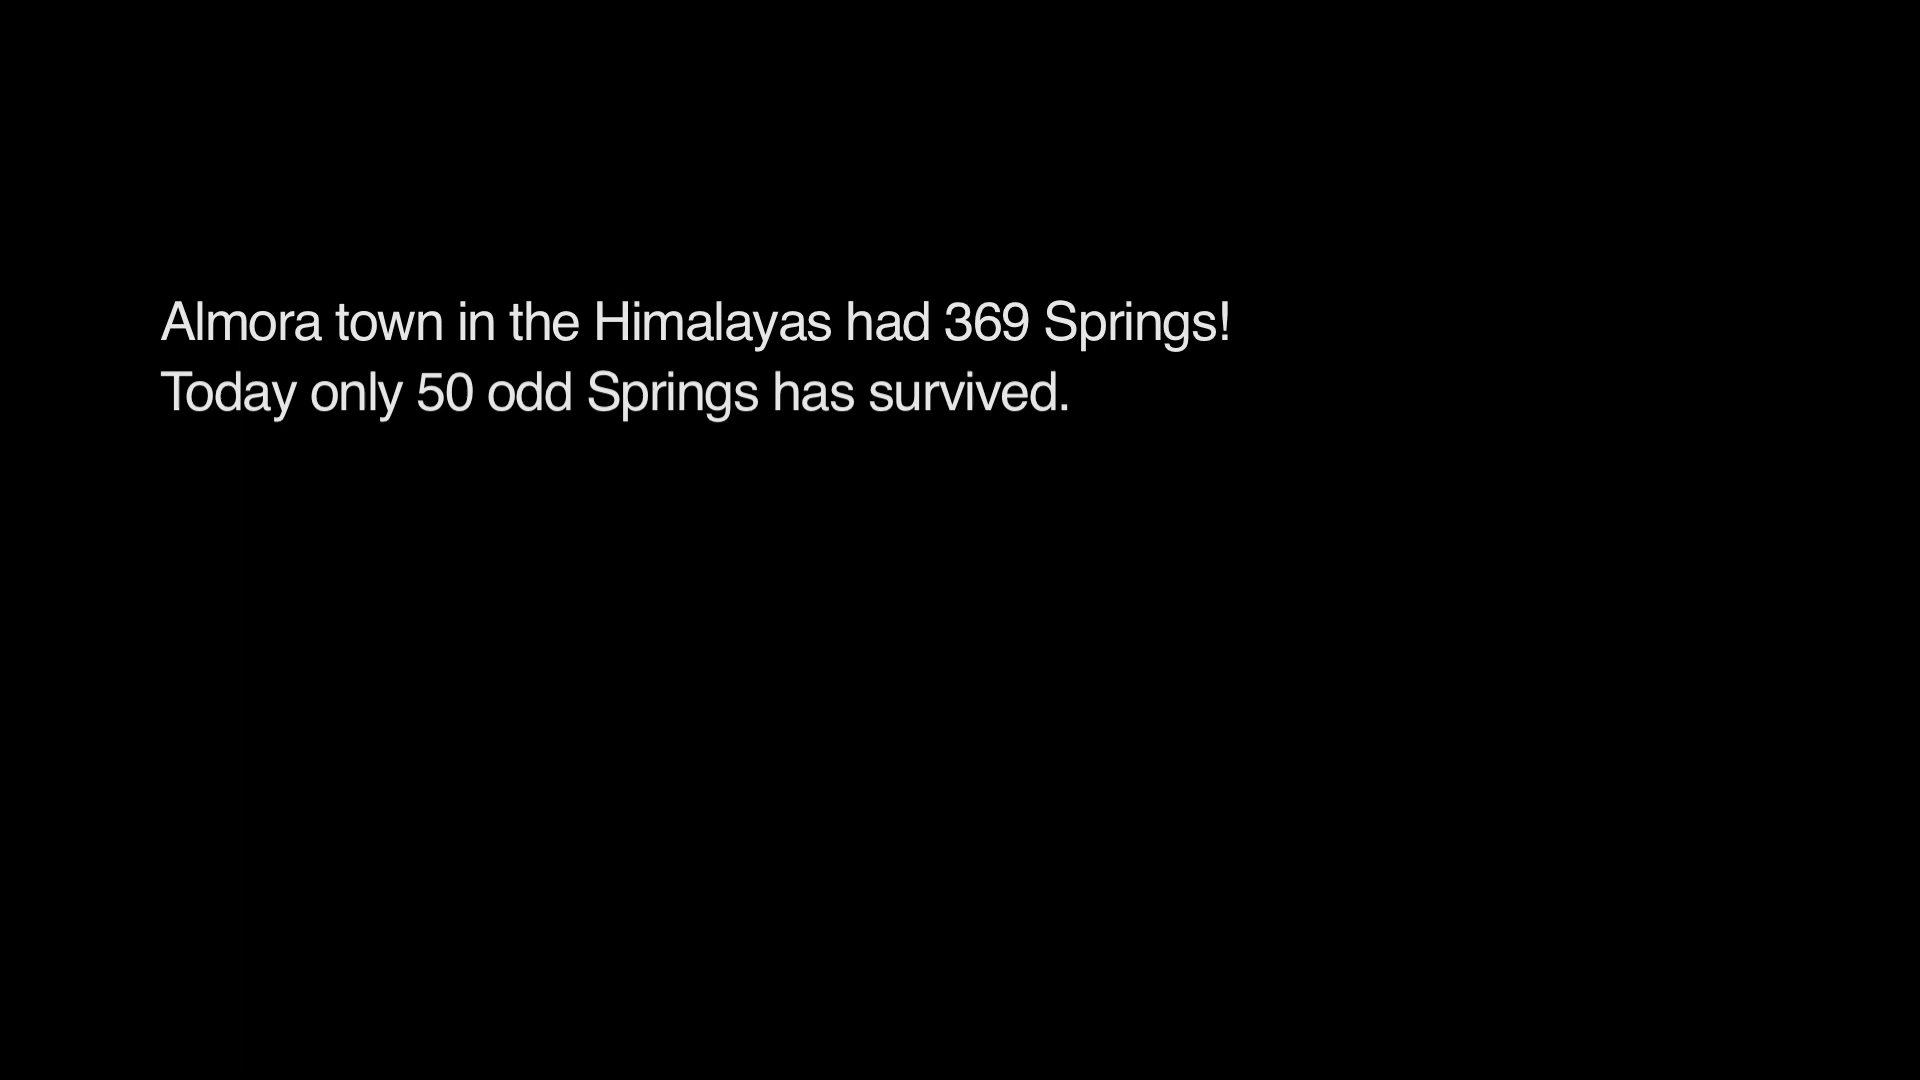 Almora town in the Himalayas had 369 Springs!
Today only 50 odd Springs has survived.